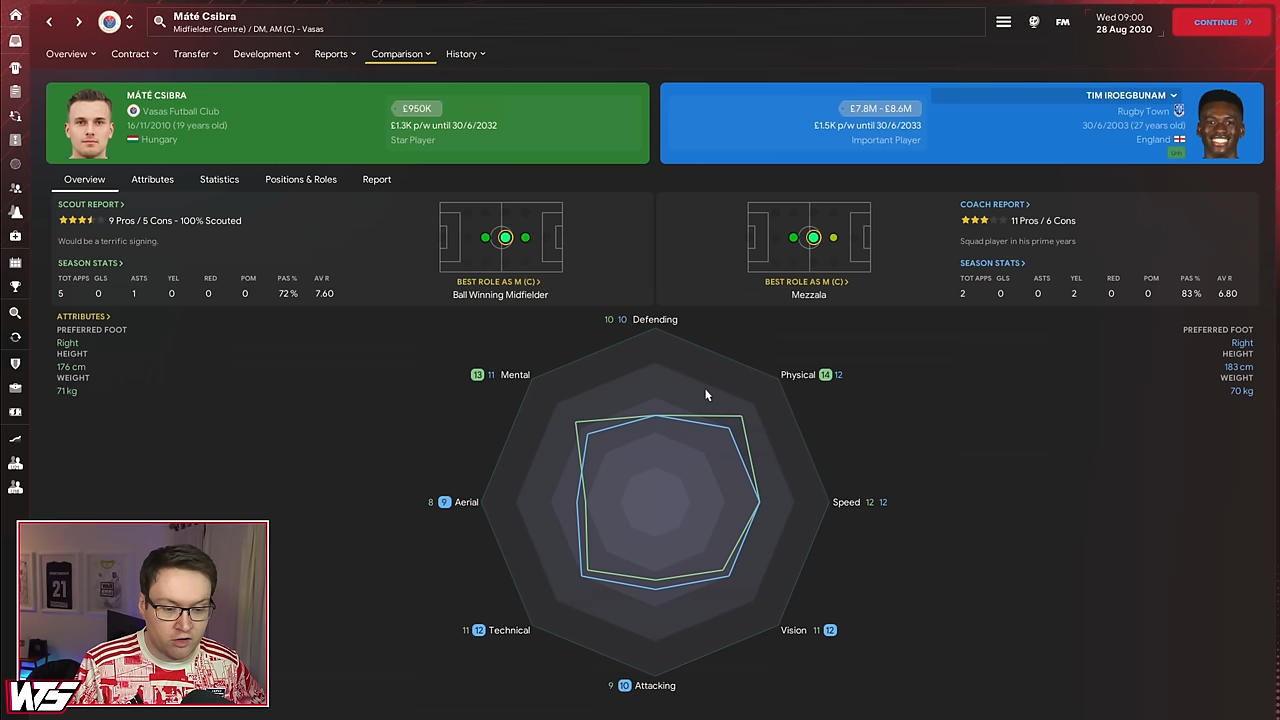 Máté Csibra
Midfielder (Centre) / DM, AM (C) - Vasas
FM
Wed 09:00
28 Aug 2030
CONTINUE
Overview
Contract
Transfer
Development
Reports
Comparison
History
MÁTÉ CSIBRA
Vasas Futball Club
16/11/2010 (19 years old)
Hungary
£950K
£1.3K p/w until 30/6/2032
Star Player
£7.8M - £8.6M
£1.5K p/w until 30/6/2033
Important Player
TIM IROEGBUNAM
Rugby Town
30/6/2003 (27 years old)
England
Unh
Overview
Attributes
Statistics
Positions & Roles
Report
SCOUT REPORT >
9 Pros / 5 Cons - 100% Scouted
Would be a terrific signing.
SEASON STATS >
TOT APPS GLS ASTS YEL RED POM PAS % AV R
5 0 1 0 0 0 72 % 7.60
BEST ROLE AS M (C) >
Ball Winning Midfielder
BEST ROLE AS M (C) >
Mezzala
COACH REPORT >
11 Pros / 6 Cons
Squad player in his prime years
SEASON STATS >
TOT APPS GLS ASTS YEL RED POM PAS % AV R
2 0 0 2 0 0 83 % 6.80
ATTRIBUTES >
PREFERRED FOOT
Right
HEIGHT
176 cm
WEIGHT
71 kg
PREFERRED FOOT
Right
HEIGHT
183 cm
WEIGHT
70 kg
10 10 Defending
13 11 Mental
Physical 14 12
8 9 Aerial
Speed 12 12
11 12 Technical
Vision 11 12
9 10 Attacking
21
WTS